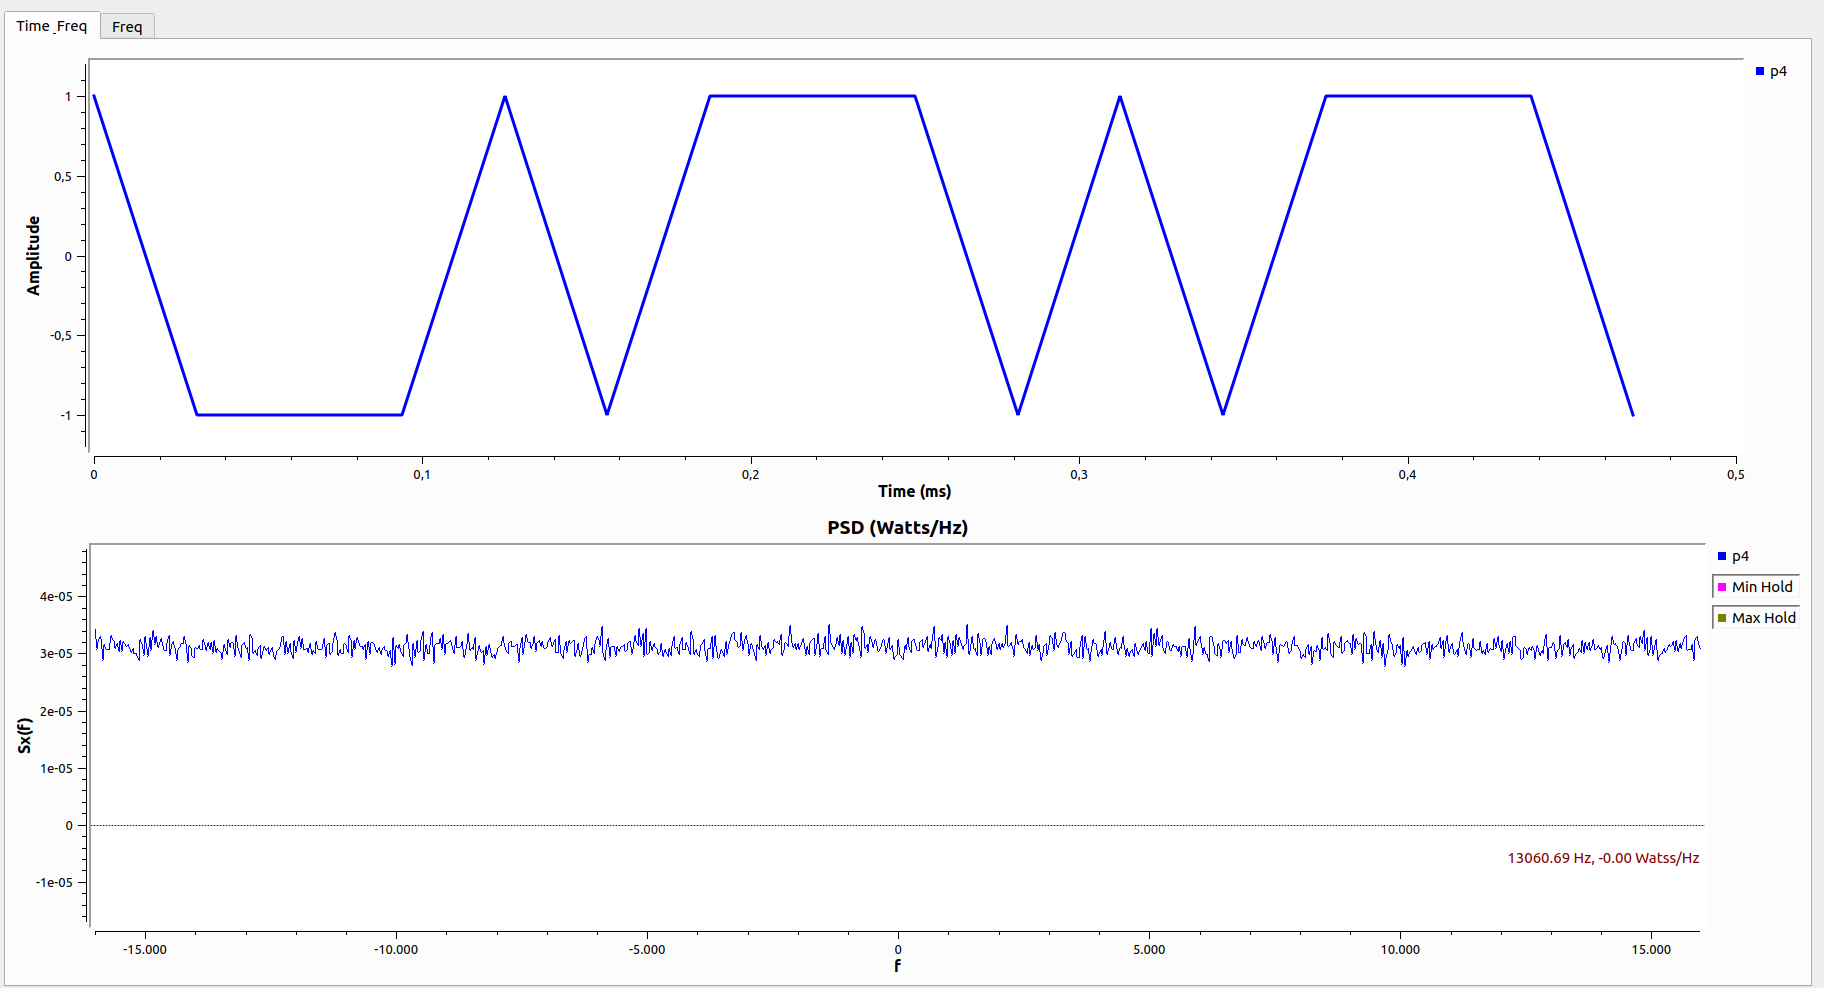 Time_Freq
Freq
p4
1
0,5
0
-0,5
-1
Amplitude
0 0,1 0,2 0,3 0,4 0,5
Time (ms)
PSD (Watts/Hz)
p4
Min Hold
Max Hold
4e-05
3e-05
2e-05
1e-05
0
-1e-05
Sx(f)
13060.69 Hz, -0.00 Watss/Hz
-15.000 -10.000 -5.000 0 5.000 10.000 15.000
f